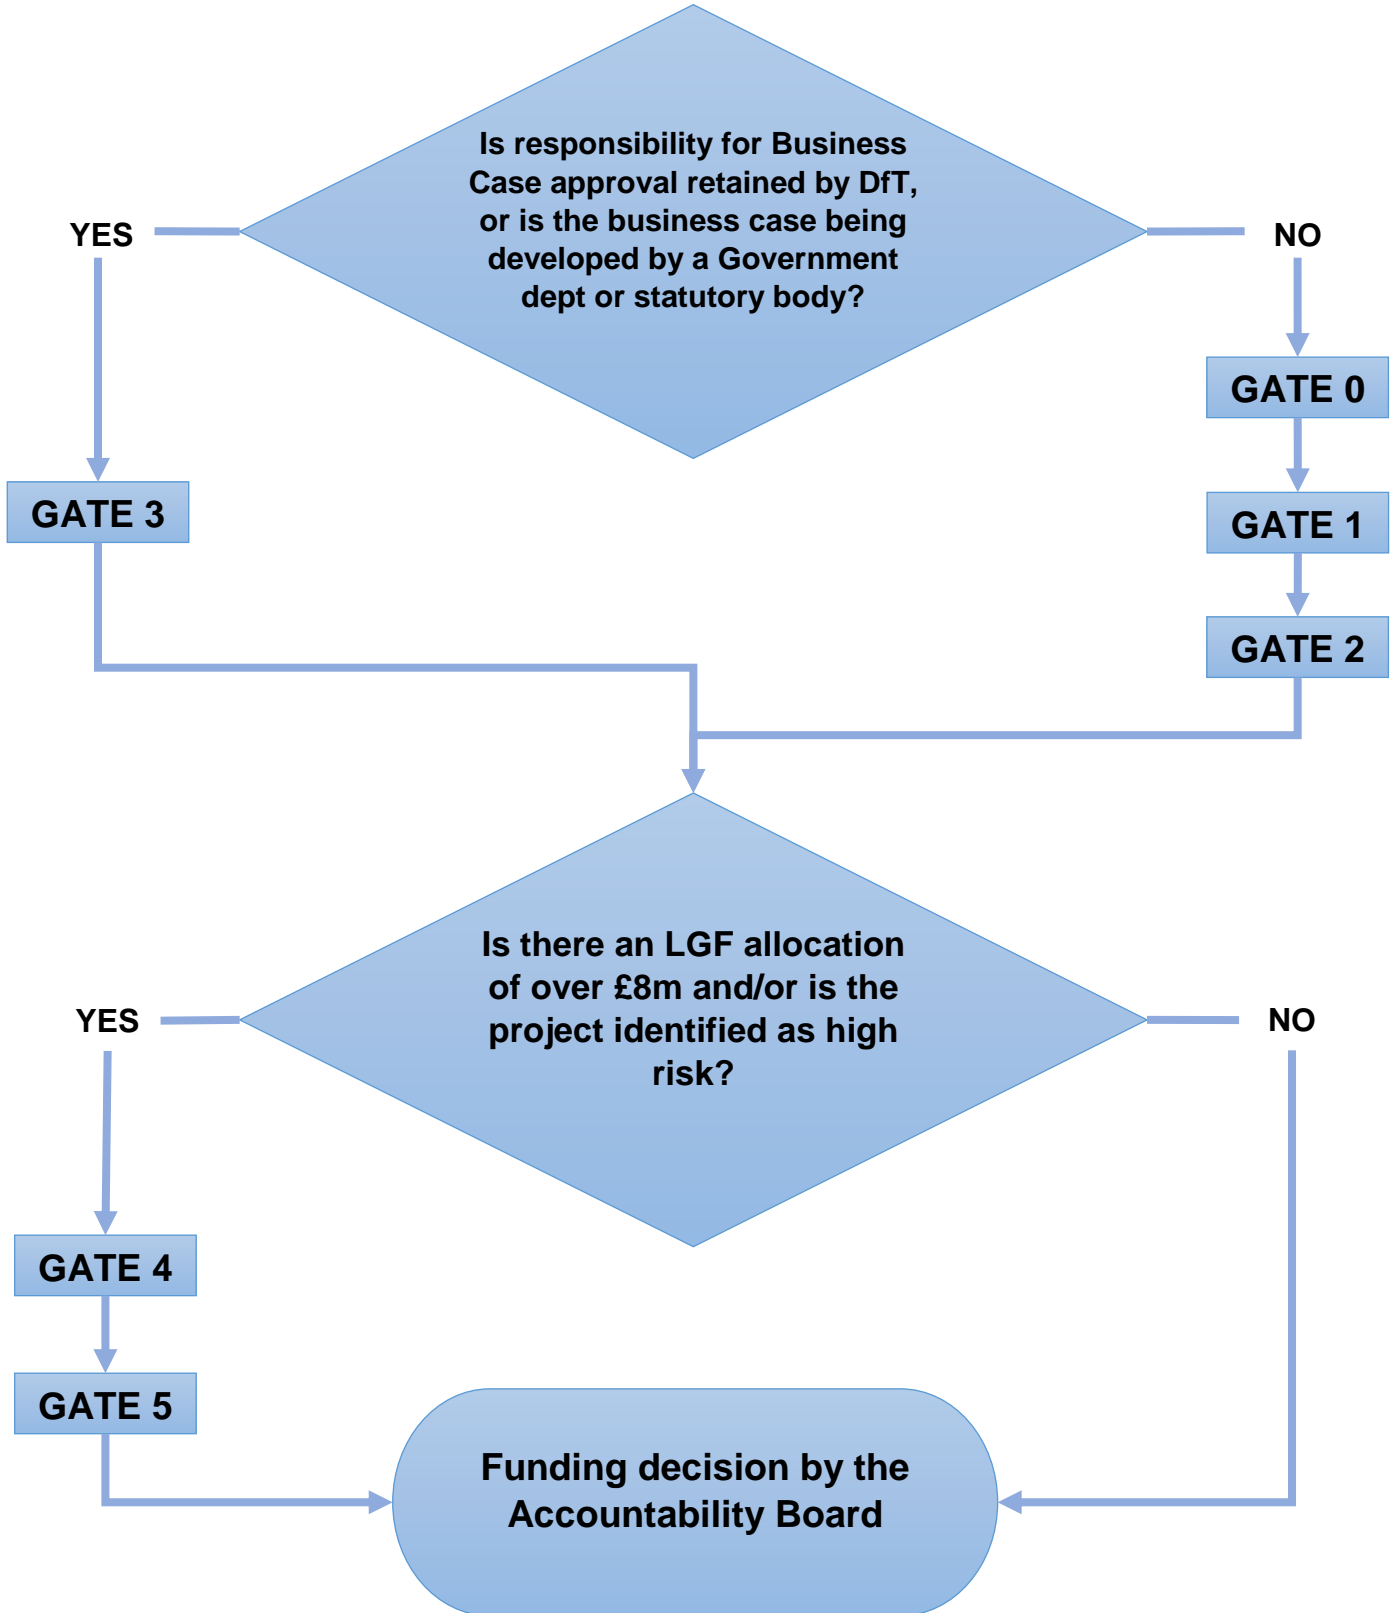 Is responsibility for Business
Case approval retained by DfT,
or is the business case being
developed by a Government
dept or statutory body?
YES
NO
GATE 0
GATE 3
GATE 1
GATE 2
Is there an LGF allocation
of over £8m and/or is the
project identified as high
risk?
YES
NO
GATE 4
GATE 5
Funding decision by the
Accountability Board